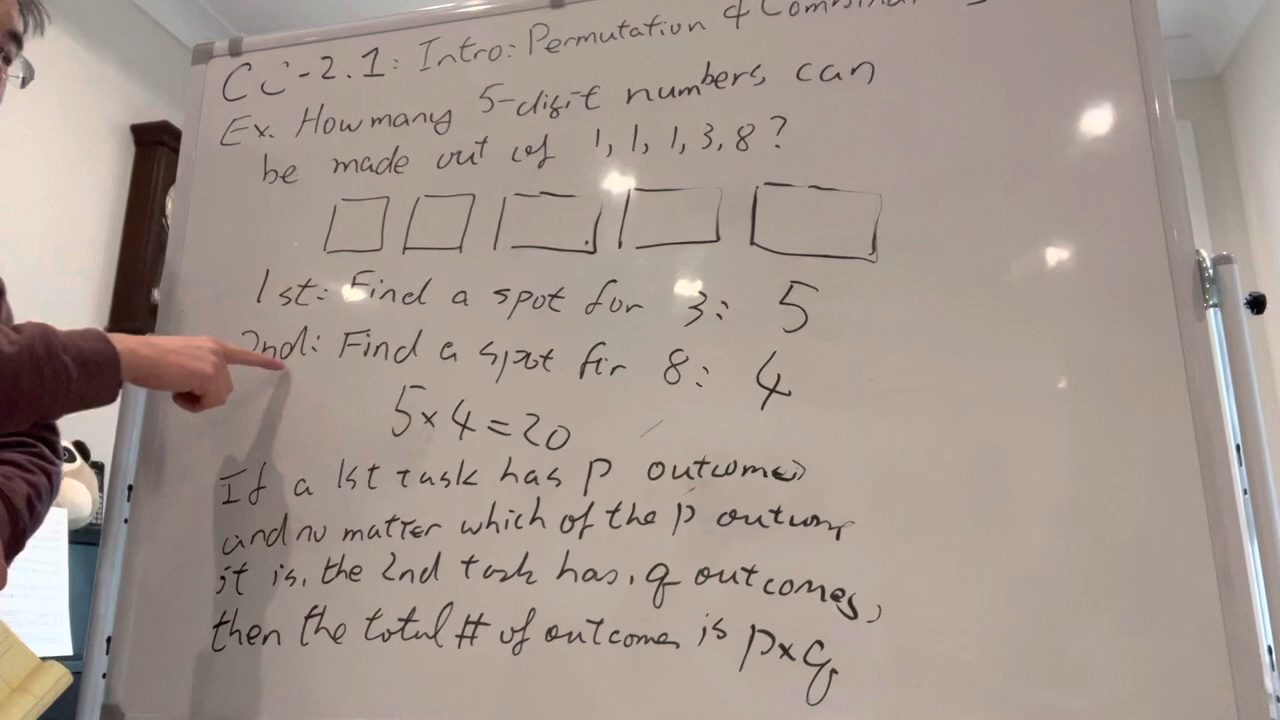 CC-2.1: Intro: Permutation &
Ex. How many 5-digit numbers can
be made out of 1, 1, 1, 3, 8?
1st: Find a spot for 3: 5
2nd: Find a spot for 8: 4
5×4=20
If a 1st task has p outcomes
and no matter which of the p outcome
it is, the 2nd task has q outcomes,
then the total # of outcomes is p×q